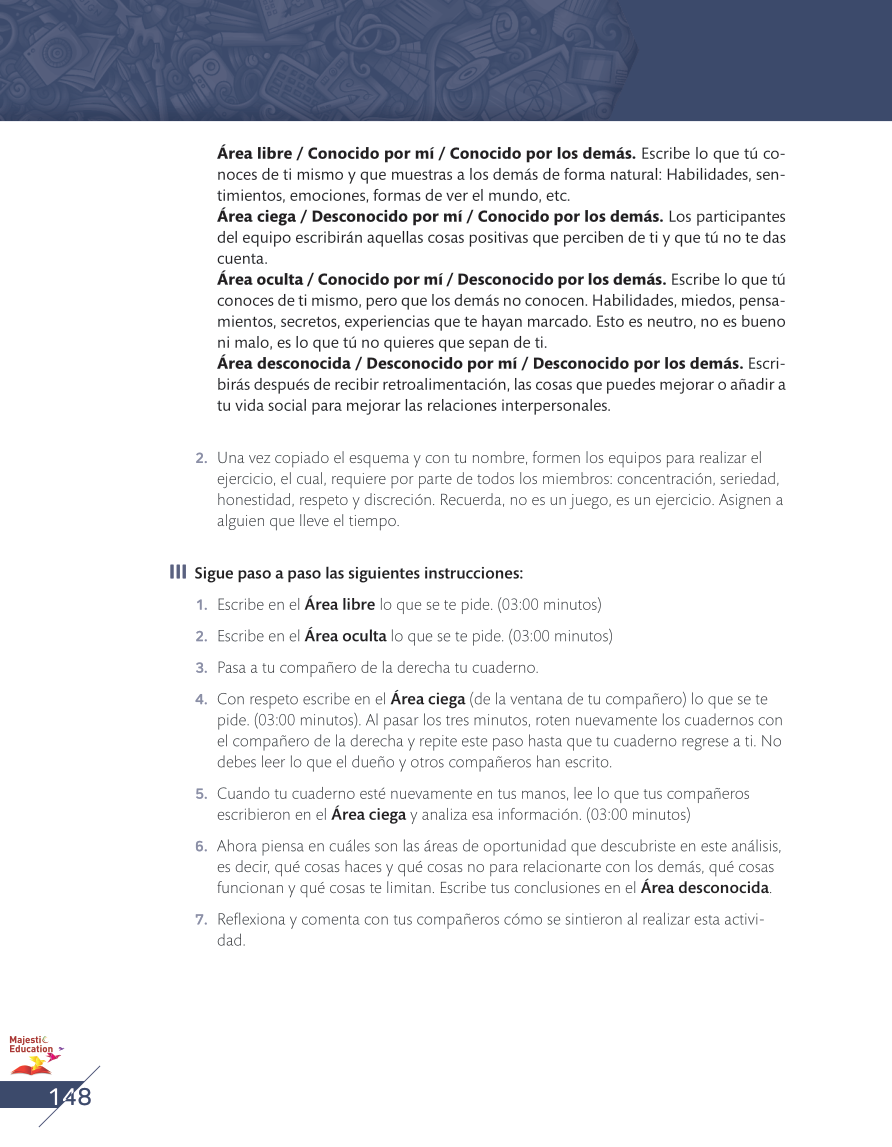 Área libre / Conocido por mí / Conocido por los demás. Escribe lo que tú co-
noces de ti mismo y que muestras a los demás de forma natural: Habilidades, sen-
timientos, emociones, formas de ver el mundo, etc.
Área ciega / Desconocido por mí / Conocido por los demás. Los participantes
del equipo escribirán aquellas cosas positivas que perciben de ti y que tú no te das
cuenta.
Área oculta / Conocido por mí / Desconocido por los demás. Escribe lo que tú
conoces de ti mismo, pero que los demás no conocen. Habilidades, miedos, pensa-
mientos, secretos, experiencias que te hayan marcado. Esto es neutro, no es bueno
ni malo, es lo que tú no quieres que sepan de ti.
Área desconocida / Desconocido por mí / Desconocido por los demás. Escri-
birás después de recibir retroalimentación, las cosas que puedes mejorar o añadir a
tu vida social para mejorar las relaciones interpersonales.
2. Una vez copiado el esquema y con tu nombre, formen los equipos para realizar el
ejercicio, el cual, requiere por parte de todos los miembros: concentración, seriedad,
honestidad, respeto y discreción. Recuerda, no es un juego, es un ejercicio. Asignen a
alguien que lleve el tiempo.
III Sigue paso a paso las siguientes instrucciones:
1. Escribe en el Área libre lo que se te pide. (03:00 minutos)
2. Escribe en el Área oculta lo que se te pide. (03:00 minutos)
3. Pasa a tu compañero de la derecha tu cuaderno.
4. Con respeto escribe en el Área ciega (de la ventana de tu compañero) lo que se te
pide. (03:00 minutos). Al pasar los tres minutos, roten nuevamente los cuadernos con
el compañero de la derecha y repite este paso hasta que tu cuaderno regrese a ti. No
debes leer lo que el dueño y otros compañeros han escrito.
5. Cuando tu cuaderno esté nuevamente en tus manos, lee lo que tus compañeros
escribieron en el Área ciega y analiza esa información. (03:00 minutos)
6. Ahora piensa en cuáles son las áreas de oportunidad que descubriste en este análisis,
es decir, qué cosas haces y qué cosas no para relacionarte con los demás, qué cosas
funcionan y qué cosas te limitan. Escribe tus conclusiones en el Área desconocida.
7. Reflexiona y comenta con tus compañeros cómo se sintieron al realizar esta activi-
dad.
Majestic
Education
148